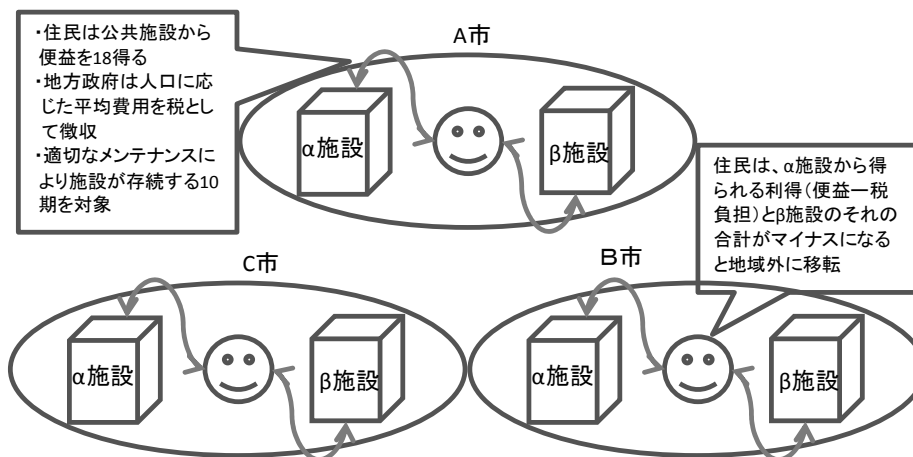 ・住民は公共施設から
便益を18得る
・地方政府は人口に応
じた平均費用を税とし
て徴収
・適切なメンテナンスに
より施設が存続する10
期を対象
A市
α施設
β施設
住民は、α施設から得
られる利得(便益ー税
負担)とβ施設のそれの
合計がマイナスになる
と地域外に移転
C市
α施設
β施設
B市
α施設
β施設